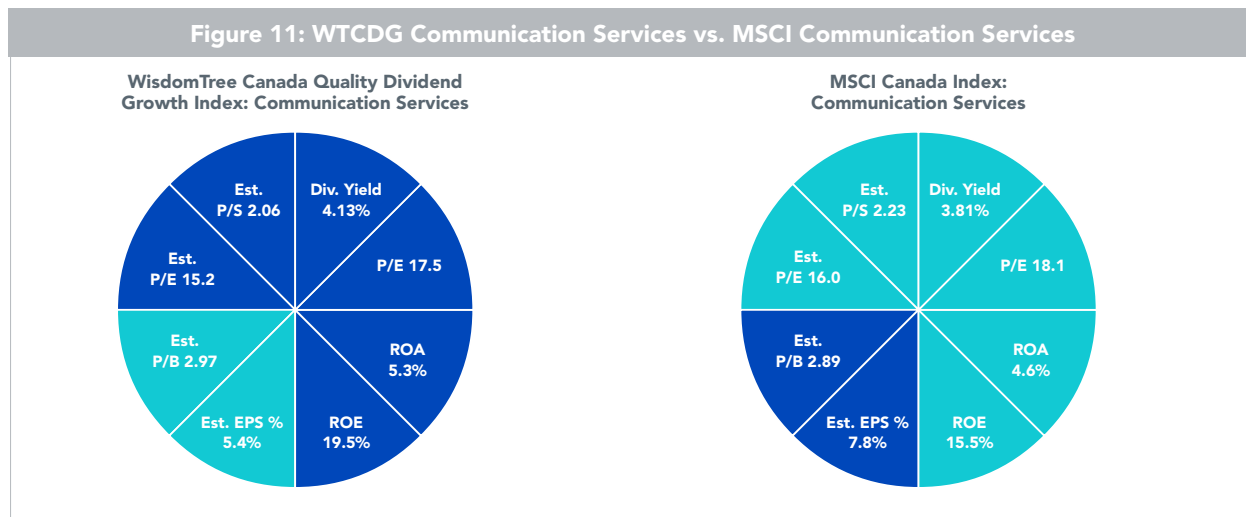 Figure 11: WTCDG Communication Services vs. MSCI Communication Services
WisdomTree Canada Quality Dividend
Growth Index: Communication Services
Est.
P/S 2.06
Div. Yield
4.13%
Est.
P/E 15.2
P/E 17.5
Est.
P/B 2.97
ROA
5.3%
Est. EPS %
5.4%
ROE
19.5%
MSCI Canada Index:
Communication Services
Est.
P/S 2.23
Div. Yield
3.81%
Est.
P/E 16.0
P/E 18.1
Est.
P/B 2.89
ROA
4.6%
Est. EPS %
7.8%
ROE
15.5%